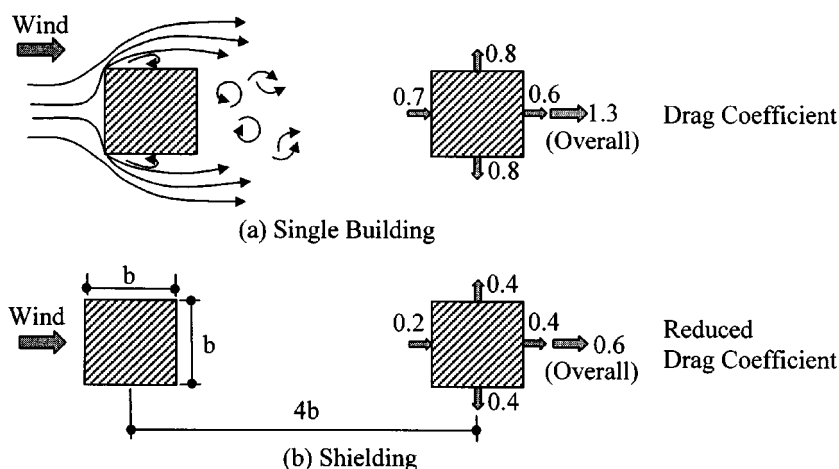 Wind
0.8
0.7
0.6
1.3
(Overall)
Drag Coefficient
0.8
(a) Single Building
b
Wind
b
0.4
0.2
0.4
0.6
(Overall)
Reduced
Drag Coefficient
0.4
4b
(b) Shielding